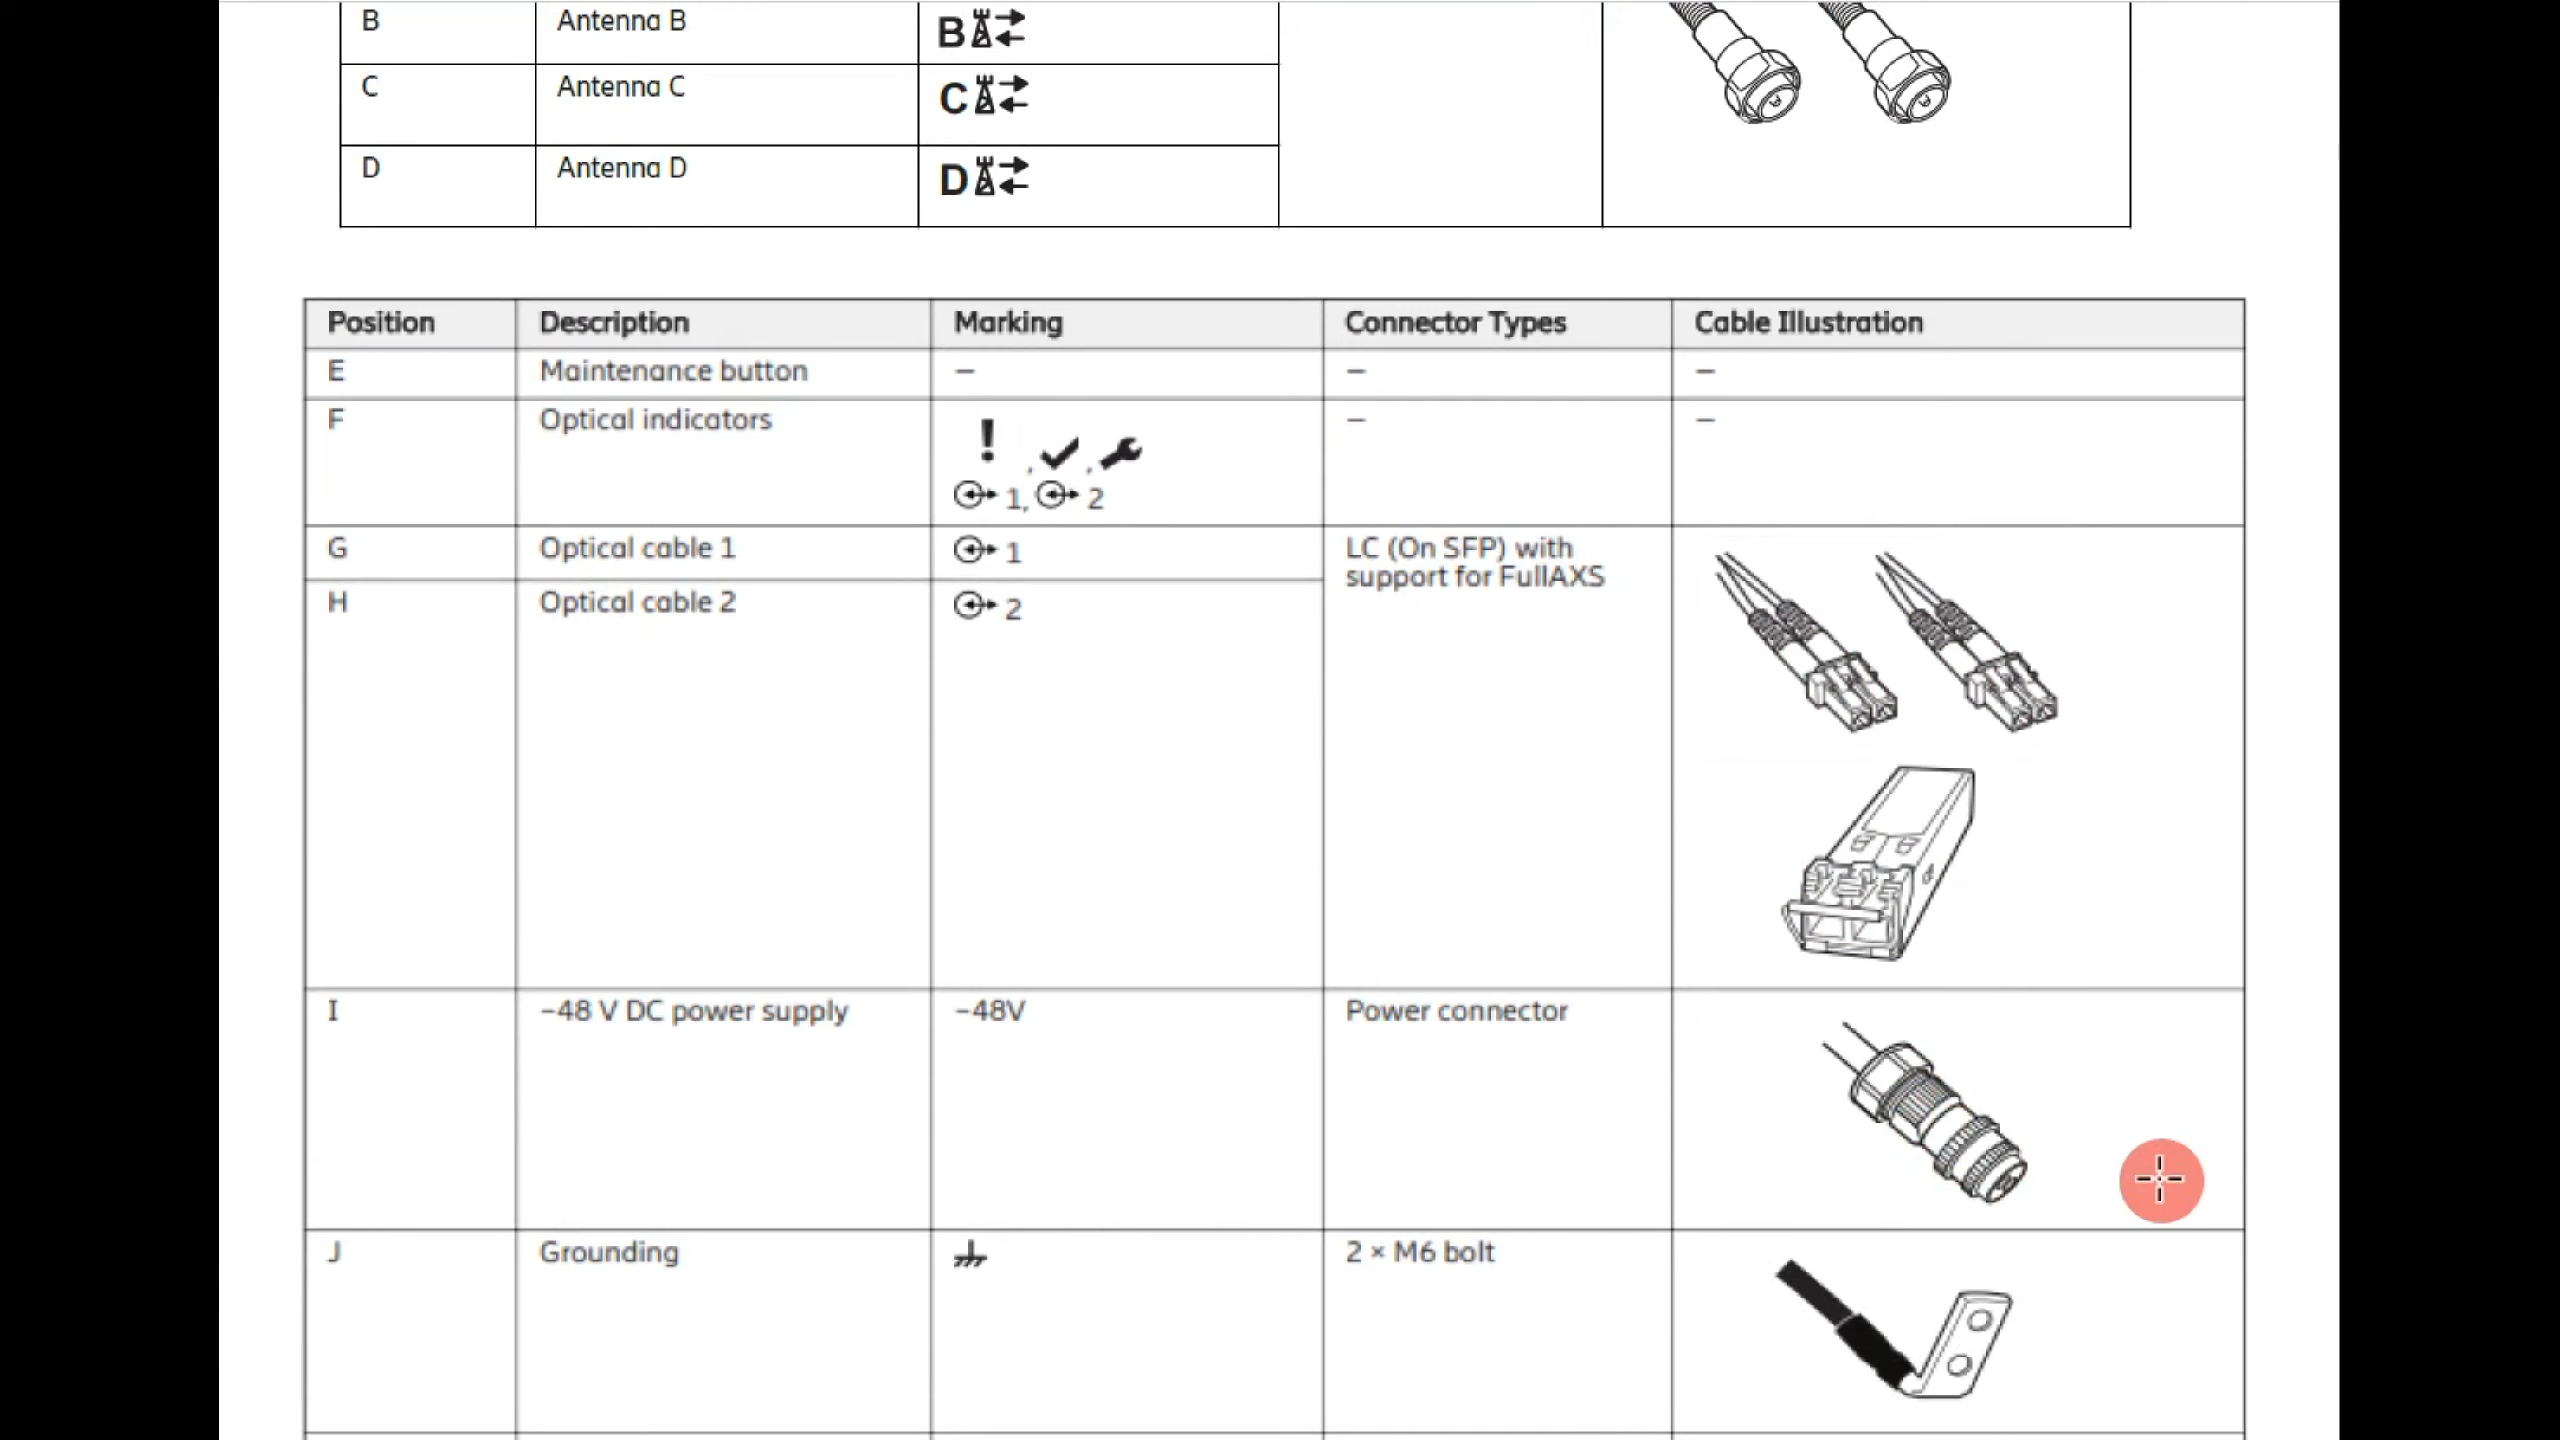 B Antenna B B
C Antenna C C
D Antenna D D
Position Description Marking Connector Types Cable Illustration
E Maintenance button – – –
F Optical indicators ! , , – –
1, 2
G Optical cable 1 1 LC (On SFP) with
support for FullAXS
H Optical cable 2 2
I –48 V DC power supply –48V Power connector
J Grounding 2 × M6 bolt